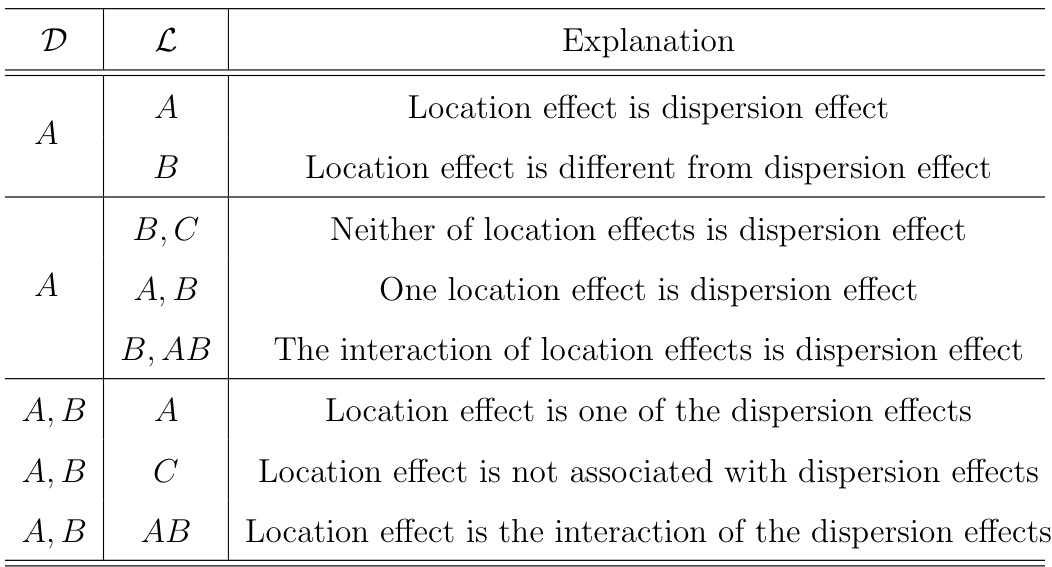 𝒟 ℒ Explanation
A A Location effect is dispersion effect
B Location effect is different from dispersion effect
A B, C Neither of location effects is dispersion effect
A, B One location effect is dispersion effect
B, AB The interaction of location effects is dispersion effect
A, B A Location effect is one of the dispersion effects
A, B C Location effect is not associated with dispersion effects
A, B AB Location effect is the interaction of the dispersion effects